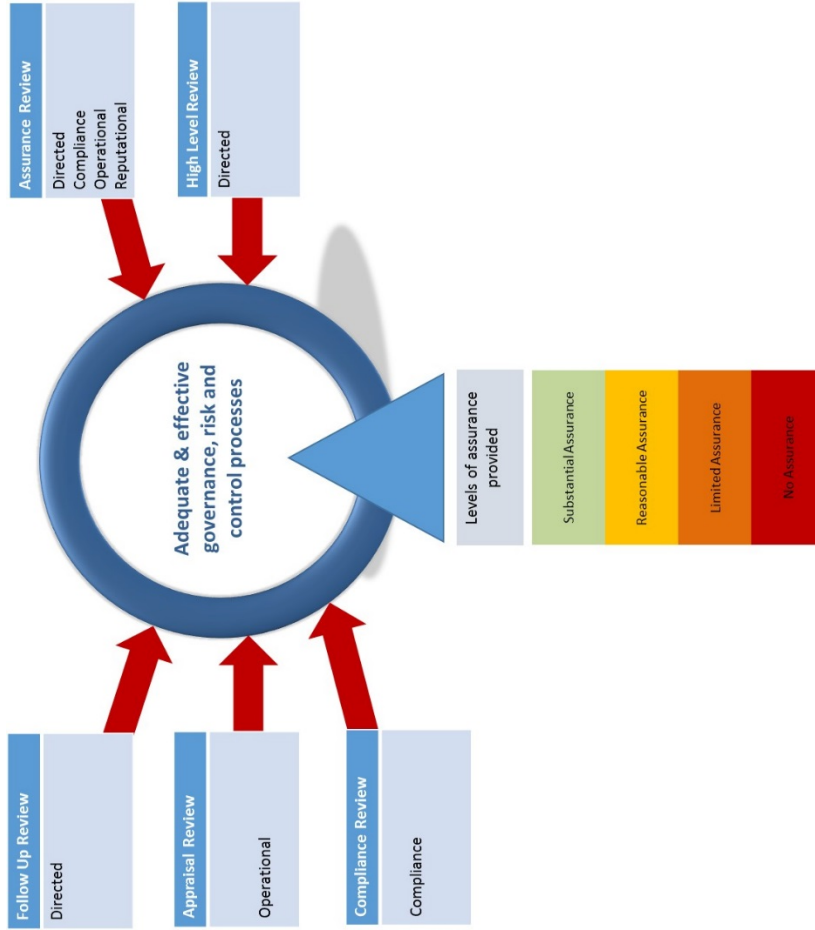 Follow Up Review
Directed
Appraisal Review
Operational
Compliance Review
Compliance
Adequate & effective
governance, risk and
control processes
Assurance Review
Directed
Compliance
Operational
Reputational
High Level Review
Directed
Levels of assurance
provided
Substantial Assurance
Reasonable Assurance
Limited Assurance
No Assurance